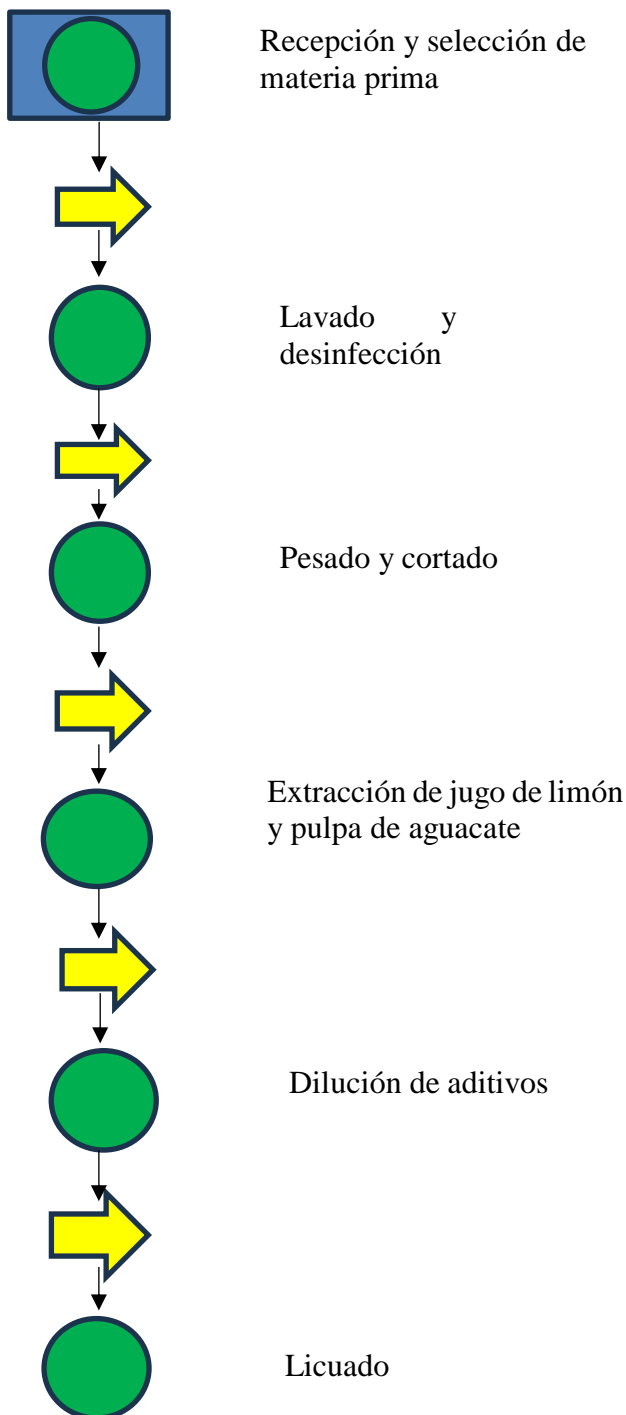 Recepción y selección de
materia prima
Lavado y
desinfección
Pesado y cortado
Extracción de jugo de limón
y pulpa de aguacate
Dilución de aditivos
Licuado